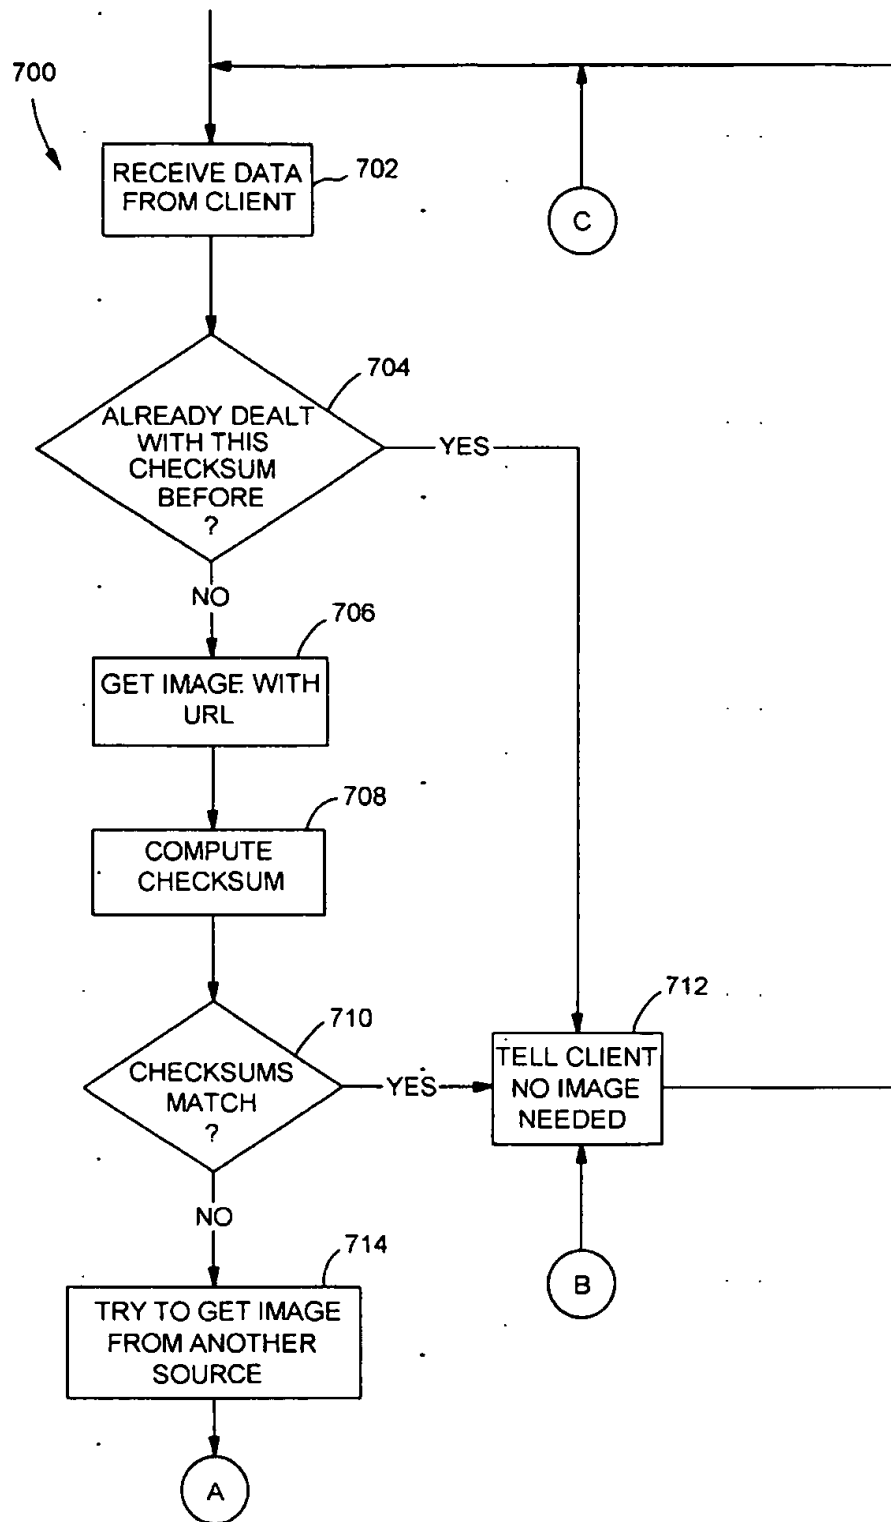 700
RECEIVE DATA
FROM CLIENT
702
C
704
ALREADY DEALT
WITH THIS
CHECKSUM
BEFORE
?
YES
NO
706
GET IMAGE WITH
URL
708
COMPUTE
CHECKSUM
710
CHECKSUMS
MATCH
?
YES
712
TELL CLIENT
NO IMAGE
NEEDED
NO
714
TRY TO GET IMAGE
FROM ANOTHER
SOURCE
B
A